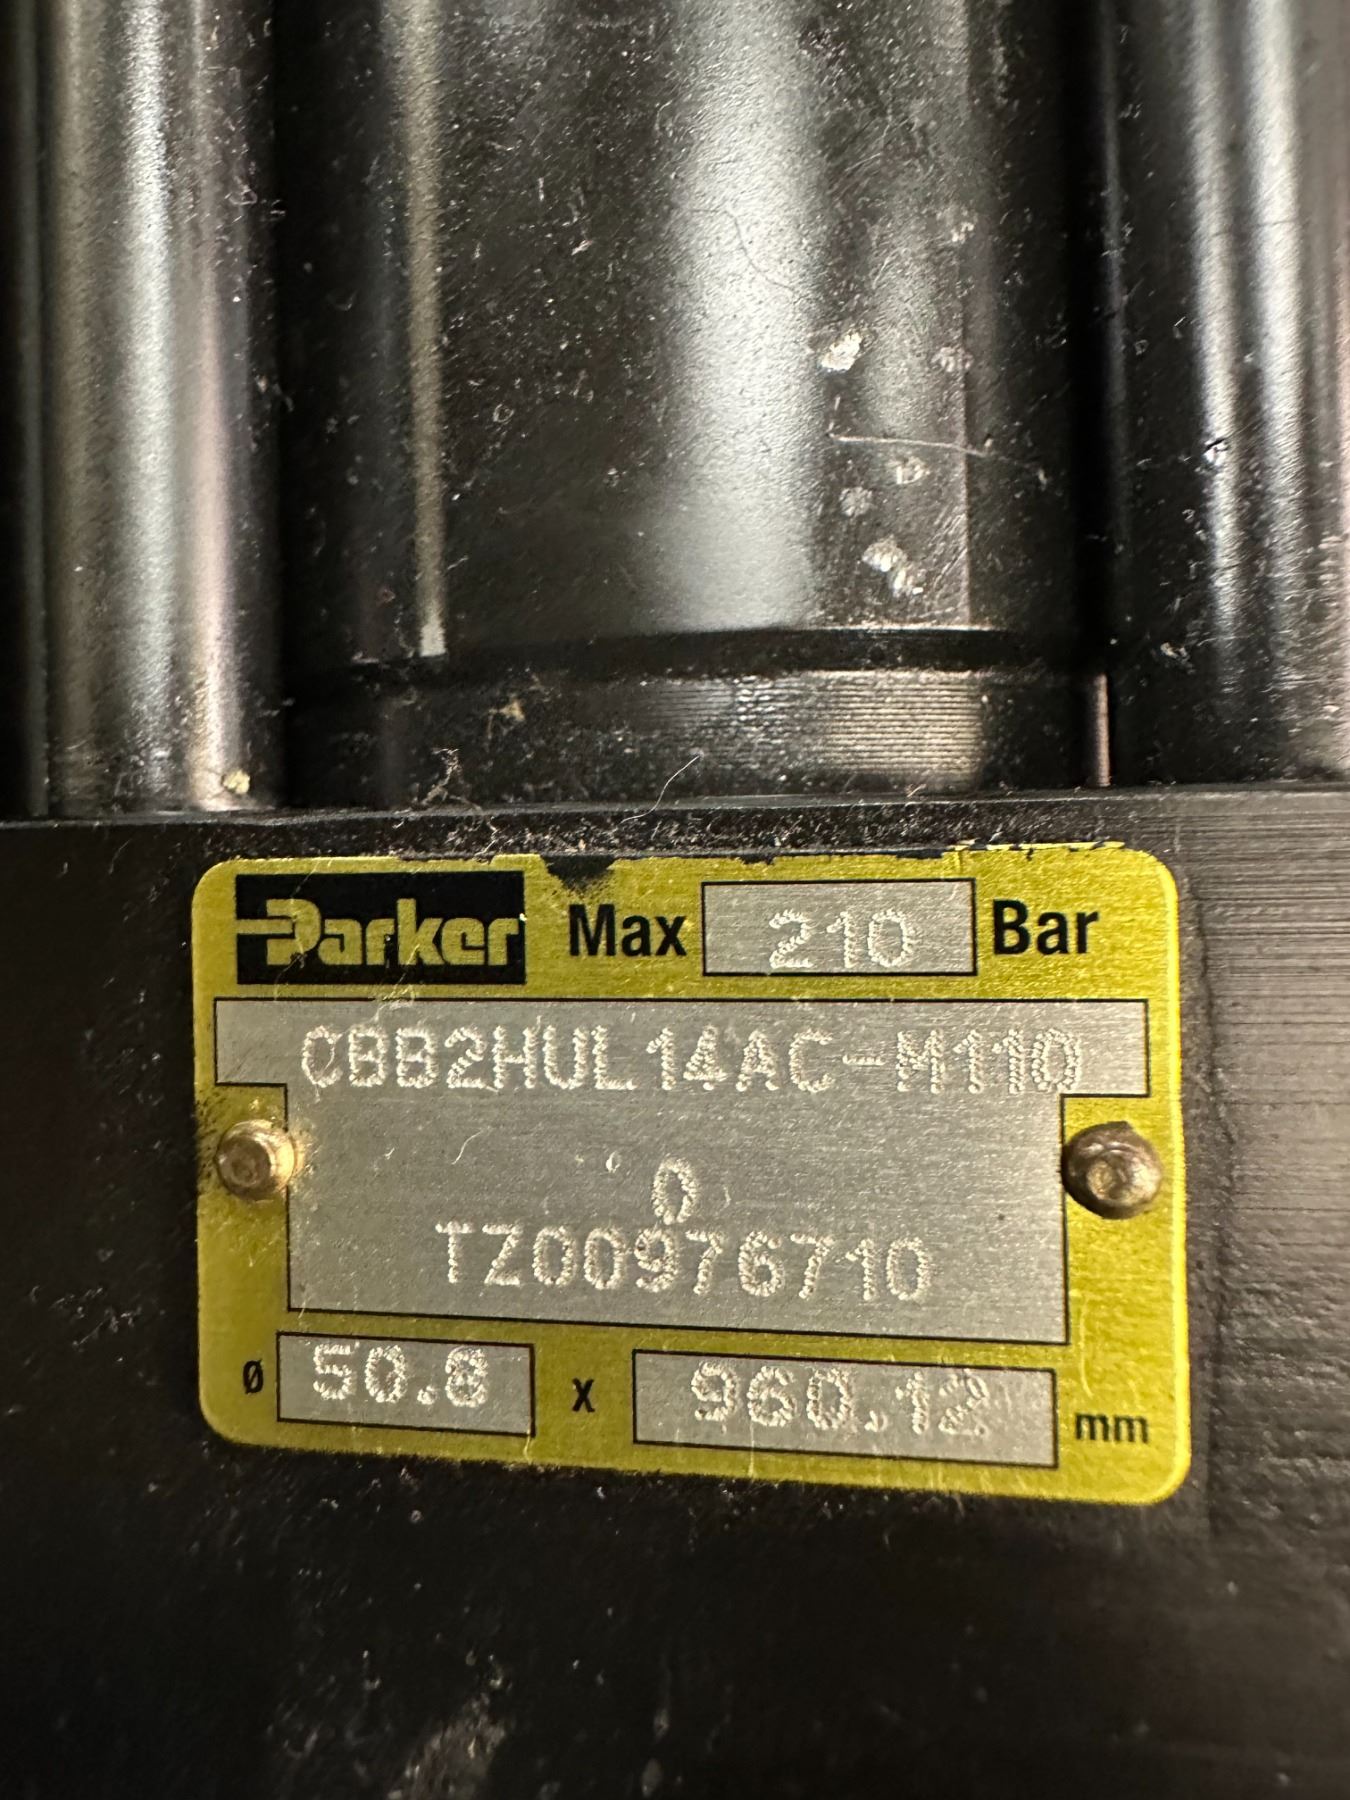 Parker Max 210 Bar
CBB2HUL14AC-M110
0
TZ00976710
Ø 50.8 x 960.12 mm